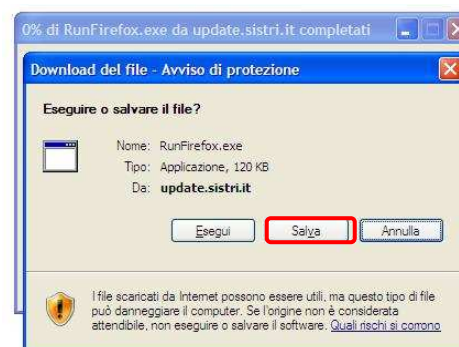 0% di RunFirefox.exe da update.sistri.it completati
Download del file - Avviso di protezione
Eseguire o salvare il file?
Nome: RunFirefox.exe
Tipo: Applicazione, 120 KB
Da: update.sistri.it
Esegui Salva Annulla
I file scaricati da Internet possono essere utili, ma questo tipo di file
può danneggiare il computer. Se l'origine non è considerata
attendibile, non eseguire o salvare il software. Quali rischi si corrono